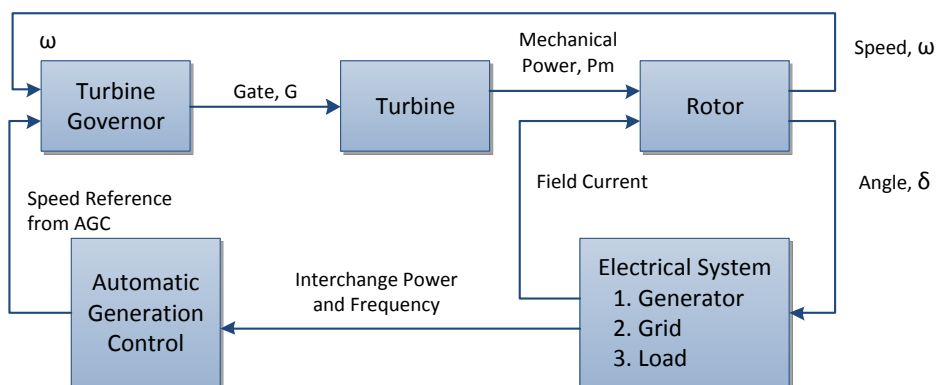 ω
Turbine
Governor
Gate, G
Turbine
Mechanical
Power, Pm
Rotor
Speed, ω
Speed Reference
from AGC
Field Current
Angle, δ
Automatic
Generation
Control
Interchange Power
and Frequency
Electrical System
1. Generator
2. Grid
3. Load